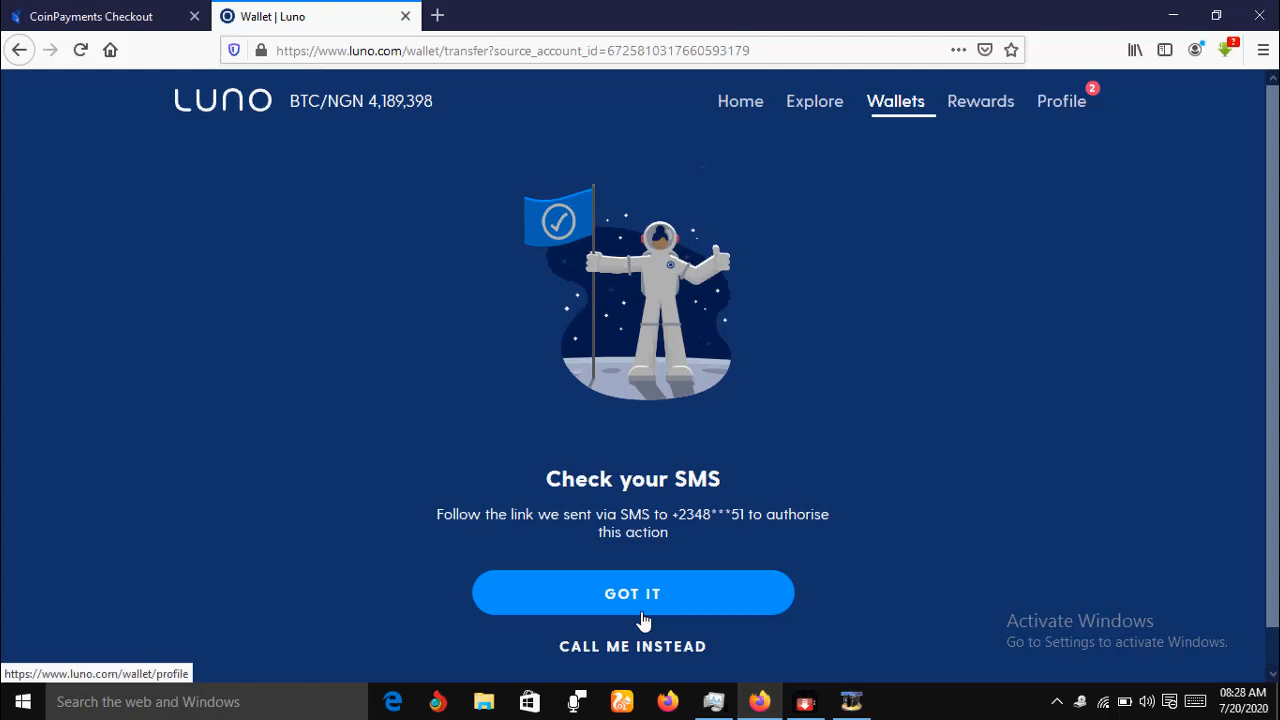 CoinPayments Checkout
Wallet | Luno
https://www.luno.com/wallet/transfer?source_account_id=6725810317660593179
?
LUNO BTC/NGN 4,189,398 Home Explore Wallets Rewards Profile 2
Check your SMS
Follow the link we sent via SMS to +2348***51 to authorise
this action
GOT IT
CALL ME INSTEAD
Activate Windows
Go to Settings to activate Windows.
https://www.luno.com/wallet/profile
Search the web and Windows
08:28 AM
7/20/2020